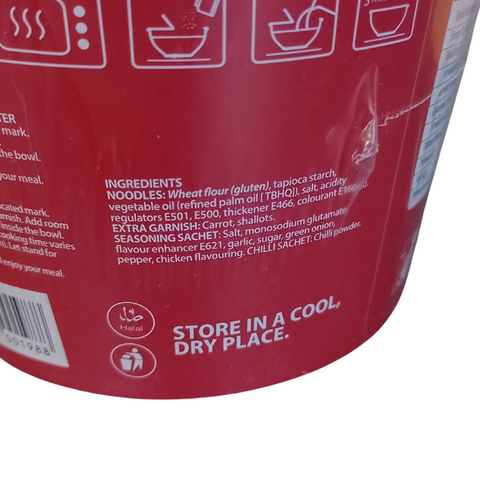 TER
mark.
the bowl.
your meal.
cated mark.
rnish. Add room
inside the bowl.
cooking time varies
). Let stand for
d enjoy your meal.
INGREDIENTS
NOODLES: Wheat flour (gluten), tapioca starch,
vegetable oil (refined palm oil [TBHQ]), salt, acidity
regulators E501, E500, thickener E466, colourant
EXTRA GARNISH: Carrot, shallots.
SEASONING SACHET: Salt, monosodium glutamate,
flavour enhancer E621, garlic, sugar, green onion,
pepper, chicken flavouring. CHILLI SACHET: Chilli powder.
حلال
Halal
STORE IN A COOL,
DRY PLACE.
001988